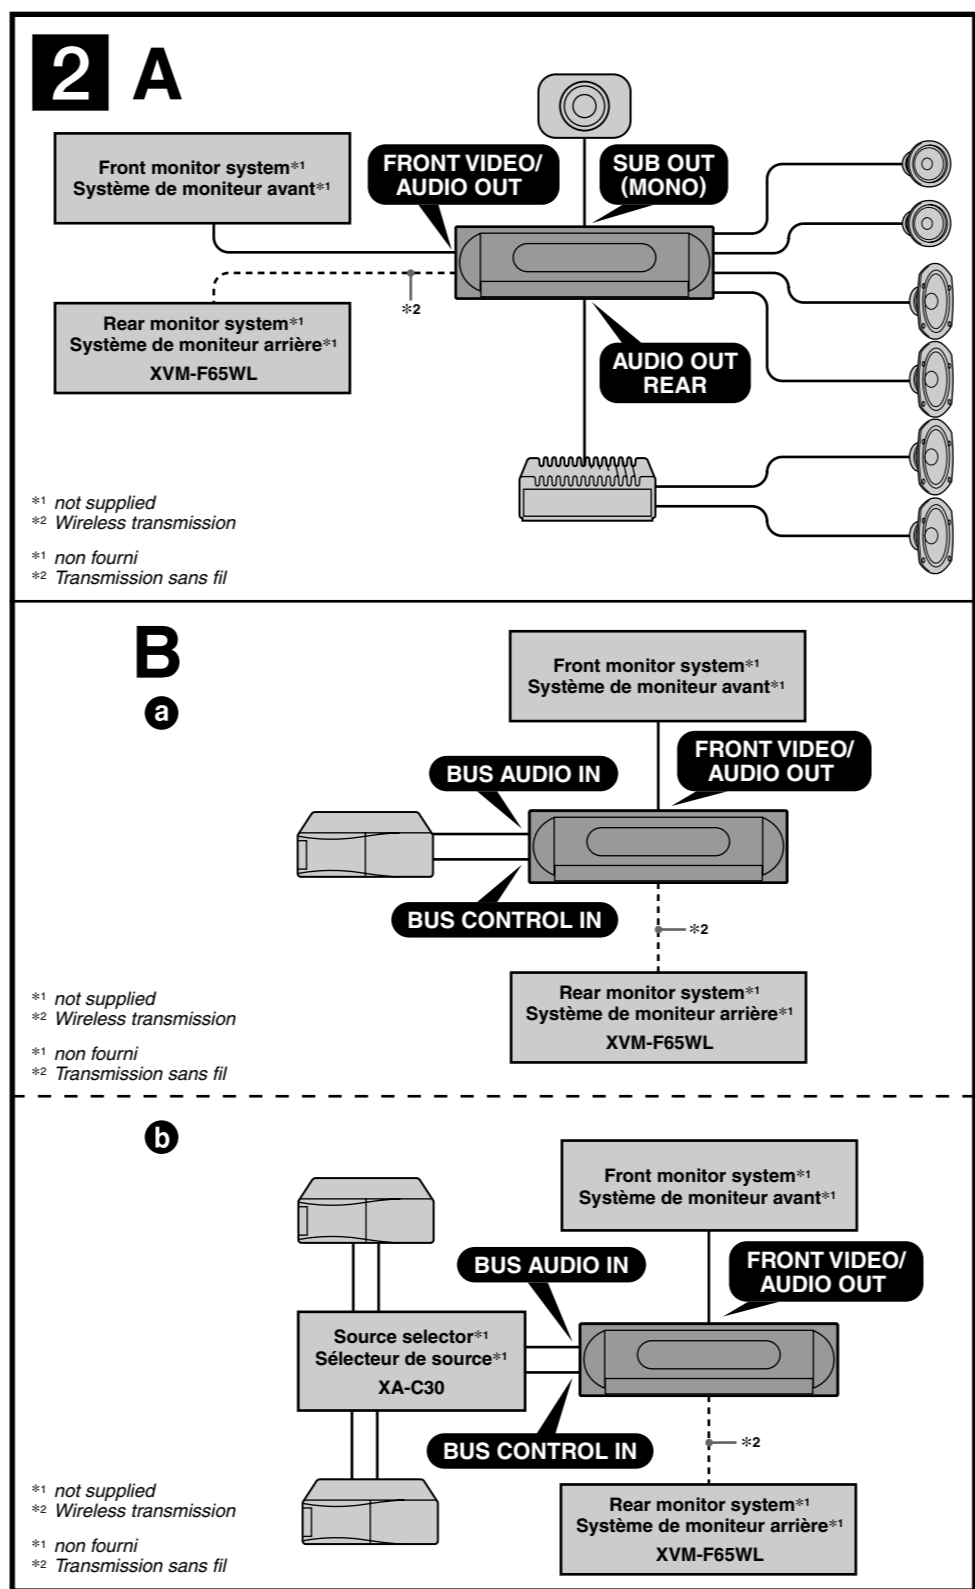 2 A
Front monitor system*1
Système de moniteur avant*1
FRONT VIDEO/
AUDIO OUT
SUB OUT
(MONO)
*2
Rear monitor system*1
Système de moniteur arrière*1
XVM-F65WL
AUDIO OUT
REAR
*1 not supplied
*2 Wireless transmission
*1 non fourni
*2 Transmission sans fil
B
a
Front monitor system*1
Système de moniteur avant*1
FRONT VIDEO/
AUDIO OUT
BUS AUDIO IN
BUS CONTROL IN
*2
Rear monitor system*1
Système de moniteur arrière*1
XVM-F65WL
*1 not supplied
*2 Wireless transmission
*1 non fourni
*2 Transmission sans fil
b
Front monitor system*1
Système de moniteur avant*1
BUS AUDIO IN
FRONT VIDEO/
AUDIO OUT
Source selector*1
Sélecteur de source*1
XA-C30
BUS CONTROL IN
*2
Rear monitor system*1
Système de moniteur arrière*1
XVM-F65WL
*1 not supplied
*2 Wireless transmission
*1 non fourni
*2 Transmission sans fil